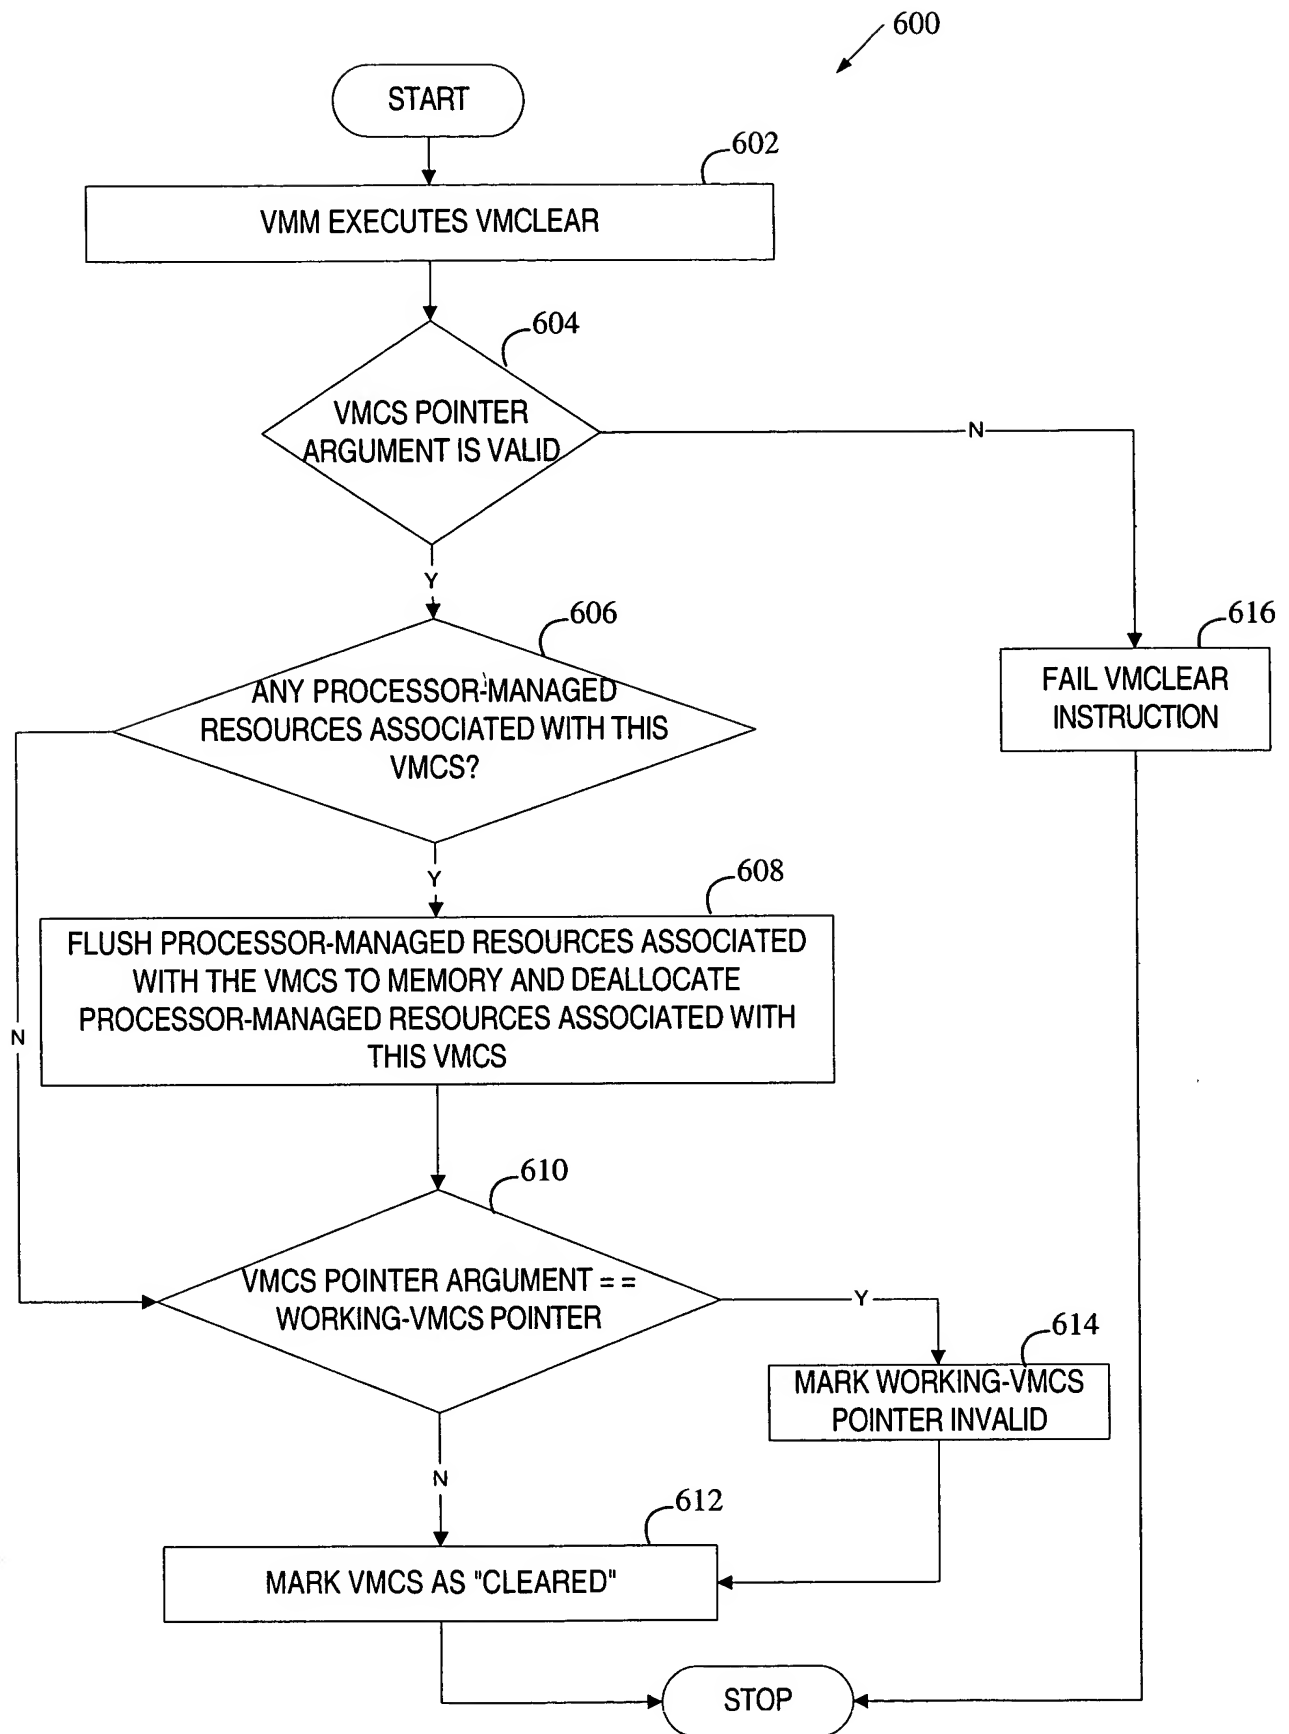 600
START
602
VMM EXECUTES VMCLEAR
604
VMCS POINTER
ARGUMENT IS VALID
N
Y
606
616
ANY PROCESSOR-MANAGED
RESOURCES ASSOCIATED WITH THIS
VMCS?
FAIL VMCLEAR
INSTRUCTION
Y
608
FLUSH PROCESSOR-MANAGED RESOURCES ASSOCIATED
WITH THE VMCS TO MEMORY AND DEALLOCATE
PROCESSOR-MANAGED RESOURCES ASSOCIATED WITH
THIS VMCS
N
610
VMCS POINTER ARGUMENT = =
WORKING-VMCS POINTER
Y
614
MARK WORKING-VMCS
POINTER INVALID
N
612
MARK VMCS AS "CLEARED"
STOP